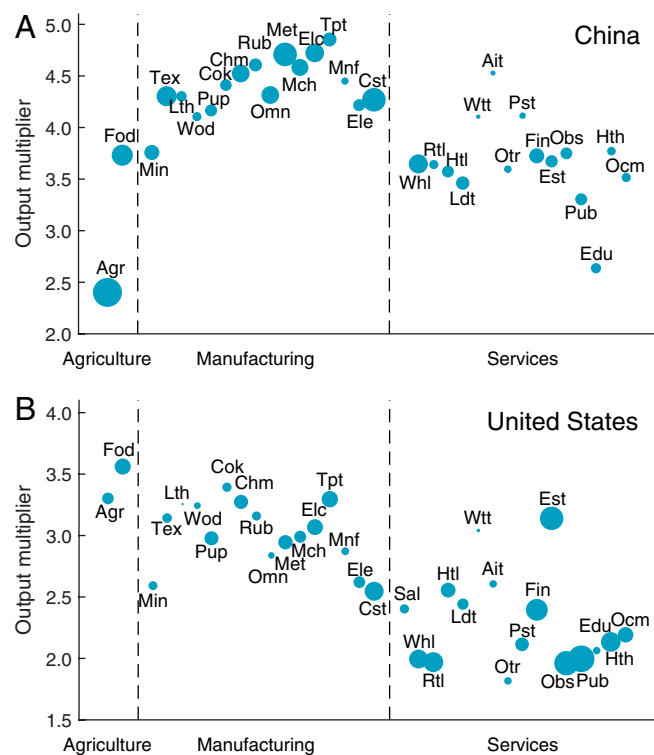 A
China
Output multiplier
5.0
4.5
4.0
3.5
3.0
2.5
2.0
Agr
Fod
Min
Tex
Lth
Wod
Pup
Cok
Chm
Rub
Omn
Met
Mch
Elc
Tpt
Mnf
Ele
Cst
Whl
Rtl
Htl
Ldt
Wtt
Ait
Otr
Pst
Fin
Est
Obs
Pub
Edu
Hth
Ocm
Agriculture
Manufacturing
Services
B
United States
Output multiplier
4.0
3.5
3.0
2.5
2.0
1.5
Agr
Fod
Min
Tex
Lth
Wod
Pup
Cok
Chm
Rub
Omn
Met
Mch
Elc
Tpt
Mnf
Ele
Cst
Sal
Whl
Rtl
Htl
Ldt
Wtt
Ait
Otr
Pst
Fin
Est
Obs
Pub
Edu
Hth
Ocm
Agriculture
Manufacturing
Services